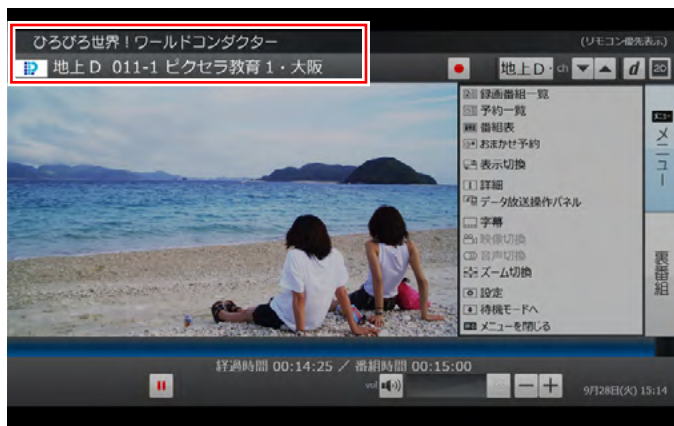 ひろびろ世界！ワールドコンダクター
(リモコン優先表示)
地上D 011-1 ピクセラ教育1・大阪
地上D・ ch
d
20
録画番組一覧
予約一覧
番組表
おまかせ予約
表示切換
詳細
データ放送操作パネル
字幕
映像切換
音声切換
ズーム切換
設定
待機モードへ
メニューを閉じる
メニュー
裏番組
経過時間 00:14:25 ／ 番組時間 00:15:00
vol
9月28日(火) 15:14